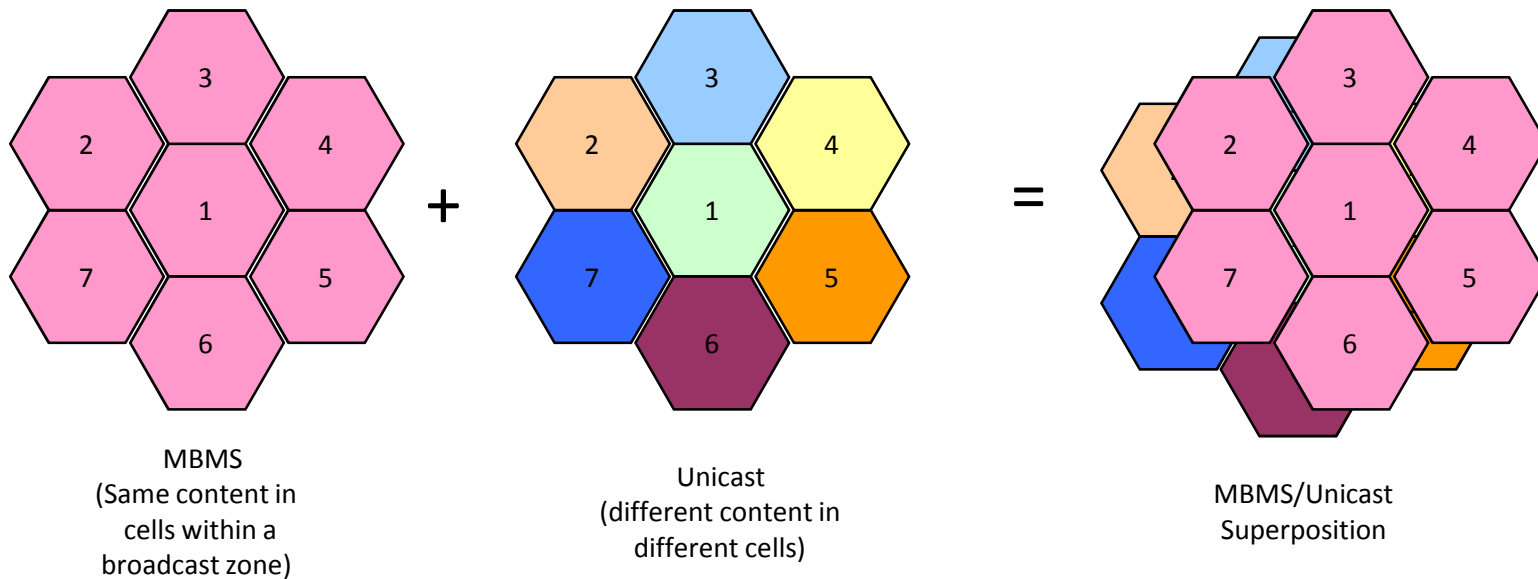 3
2
4
1
7
5
6
MBMS
(Same content in
cells within a
broadcast zone)
+
3
2
4
1
7
5
6
Unicast
(different content in
different cells)
=
3
2
4
1
7
5
6
MBMS/Unicast
Superposition